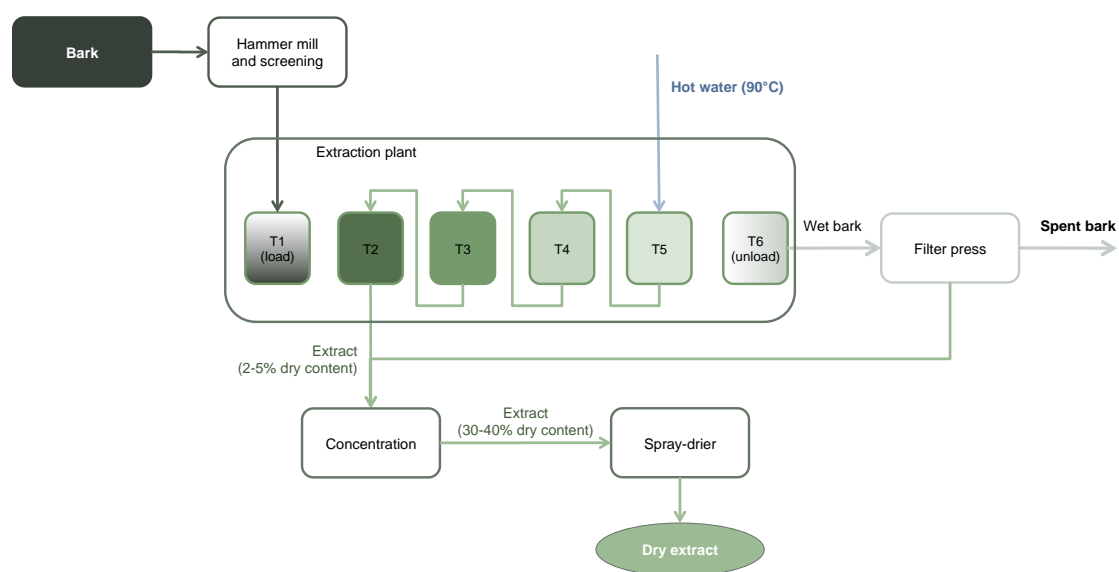 Bark
Hammer mill
and screening
Hot water (90°C)
Extraction plant
T1
(load)
T2
T3
T4
T5
T6
(unload)
Wet bark
Filter press
Spent bark
Extract
(2-5% dry content)
Concentration
Extract
(30-40% dry content)
Spray-drier
Dry extract